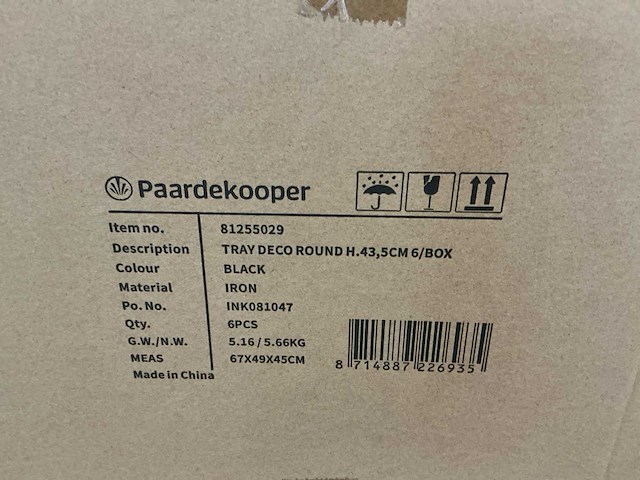 Paardekooper
Item no. 81255029
Description TRAY DECO ROUND H.43,5CM 6/BOX
Colour BLACK
Material IRON
Po. No. INK081047
Qty. 6PCS
G.W./N.W. 5.16 / 5.66KG
MEAS 67X49X45CM
Made in China
8 714887 226935